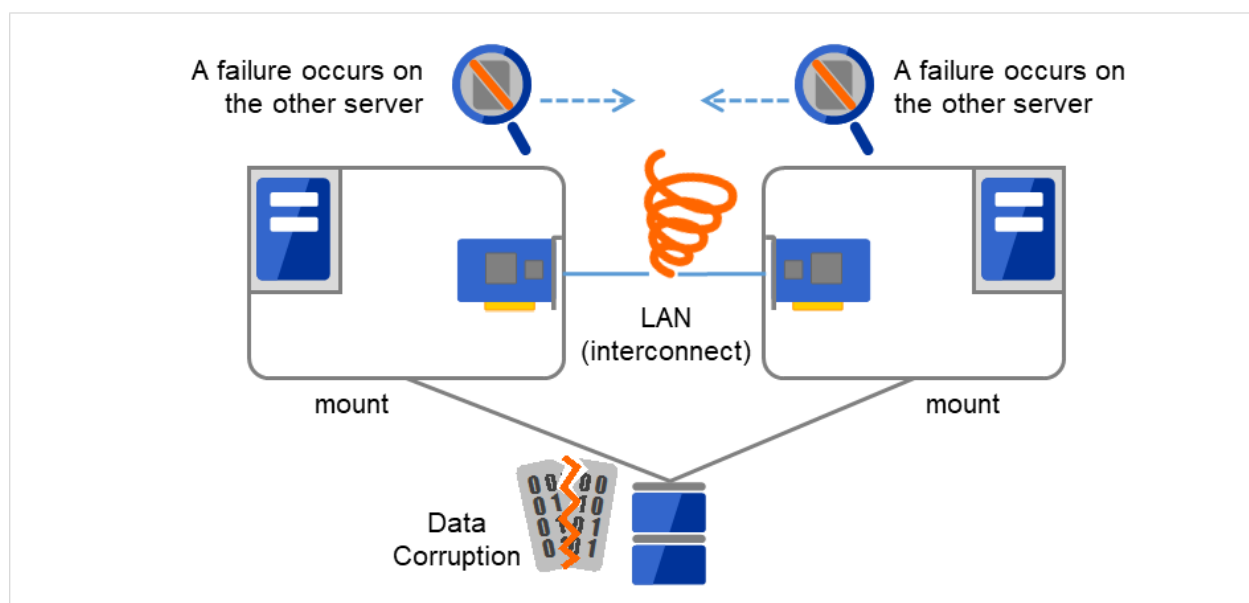 A failure occurs on
the other server
A failure occurs on
the other server
LAN
(interconnect)
mount
mount
Data
Corruption